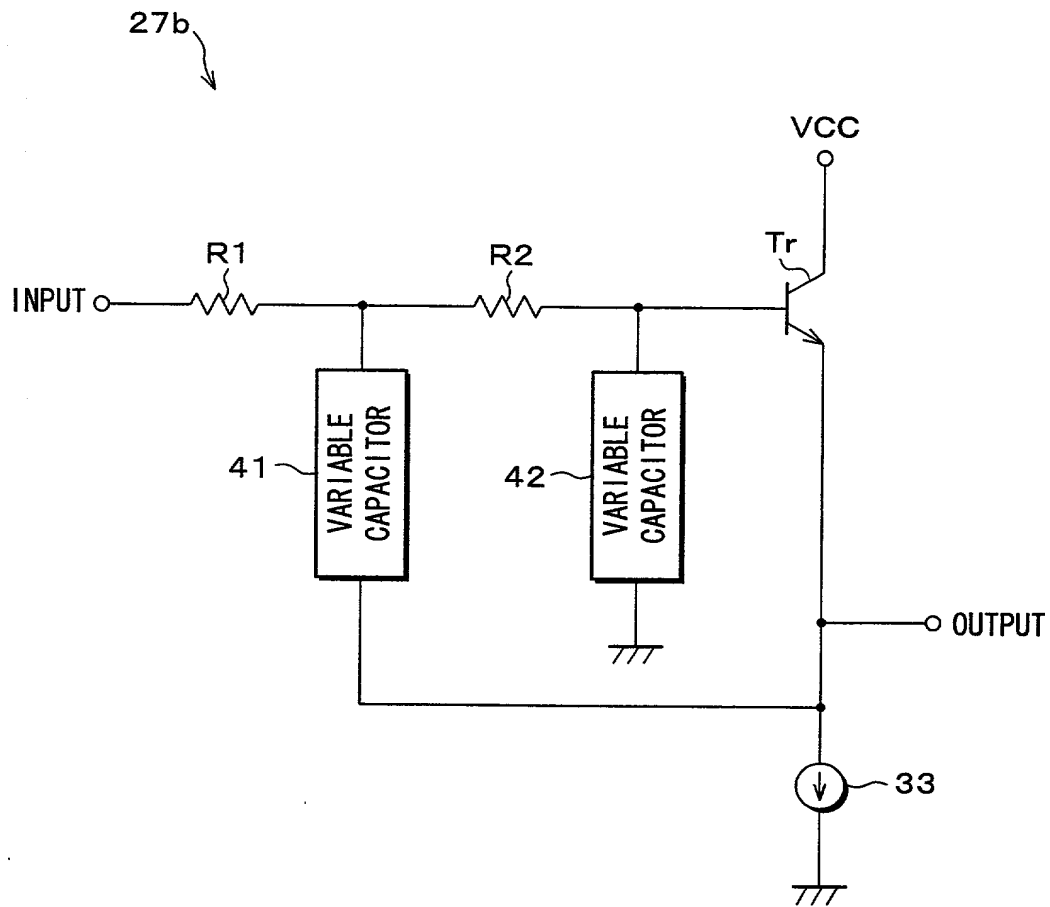 27b
VCC
Tr
R1
R2
INPUT
VARIABLE
CAPACITOR
41
VARIABLE
CAPACITOR
42
OUTPUT
33